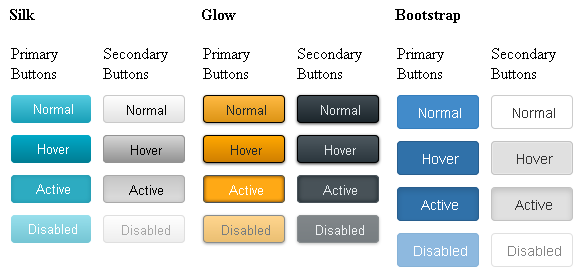 Silk Glow Bootstrap
Primary Secondary Primary Secondary Primary Secondary
Buttons Buttons Buttons Buttons Buttons Buttons
Normal Normal Normal Normal Normal Normal
Hover Hover Hover Hover Hover Hover
Active Active Active Active Active Active
Disabled Disabled Disabled Disabled Disabled Disabled